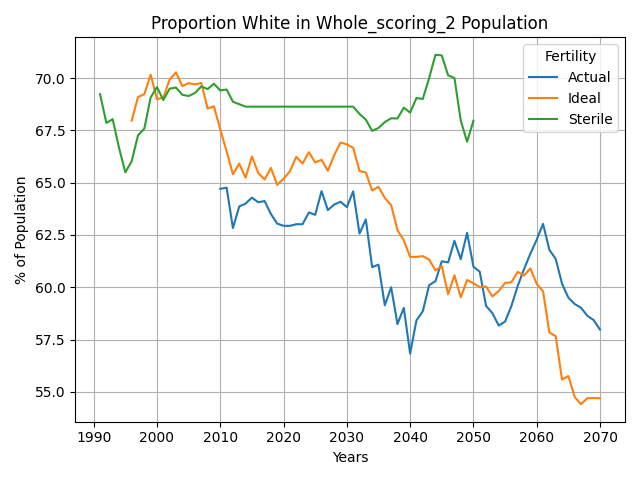 Proportion White in Whole_scoring_2 Population
% of Population
70.0
67.5
65.0
62.5
60.0
57.5
55.0
Fertility
Actual
Ideal
Sterile
1990 2000 2010 2020 2030 2040 2050 2060 2070
Years